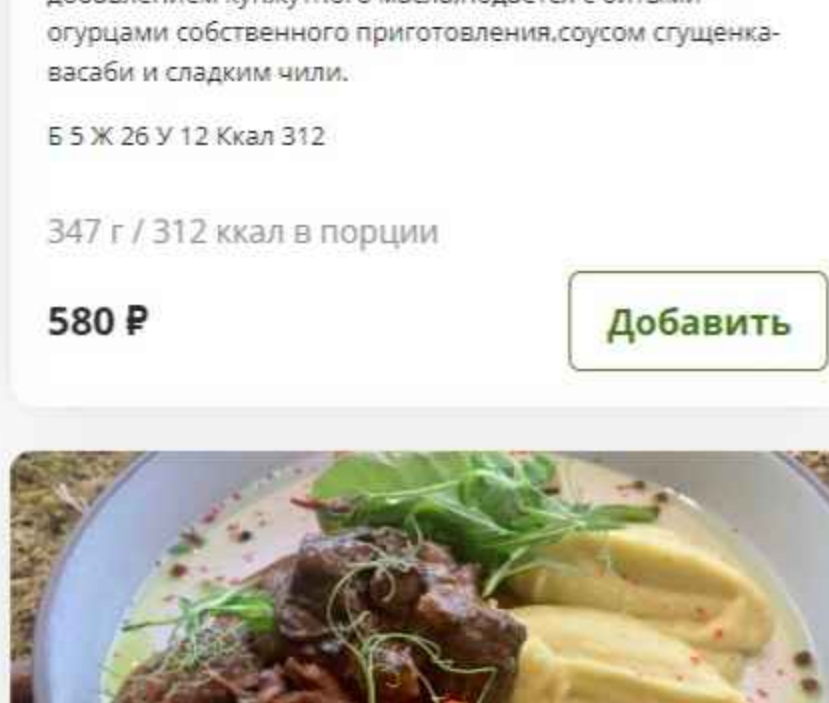 огурцами собственного приготовления,соусом сгущенка-
васаби и сладким чили.
Б 5 Ж 26 У 12 Ккал 312
347 г / 312 ккал в порции
580 ₽
Добавить